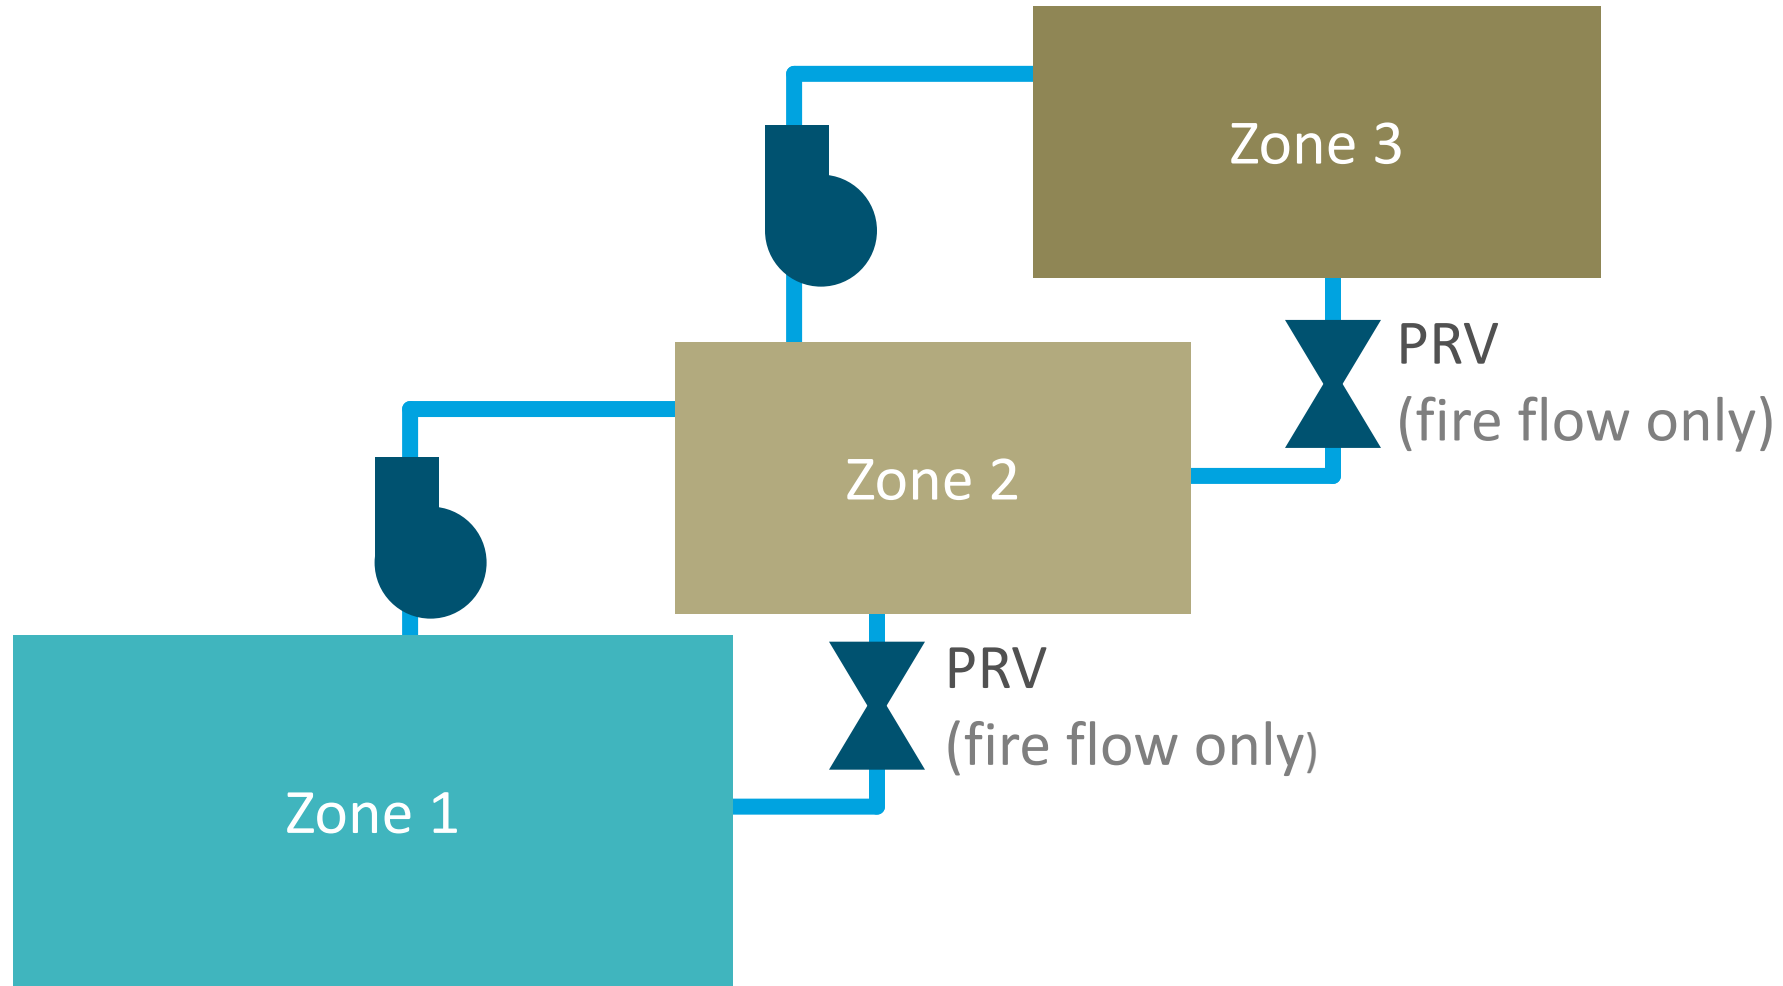 Zone 3
PRV
(fire flow only)
Zone 2
PRV
(fire flow only)
Zone 1